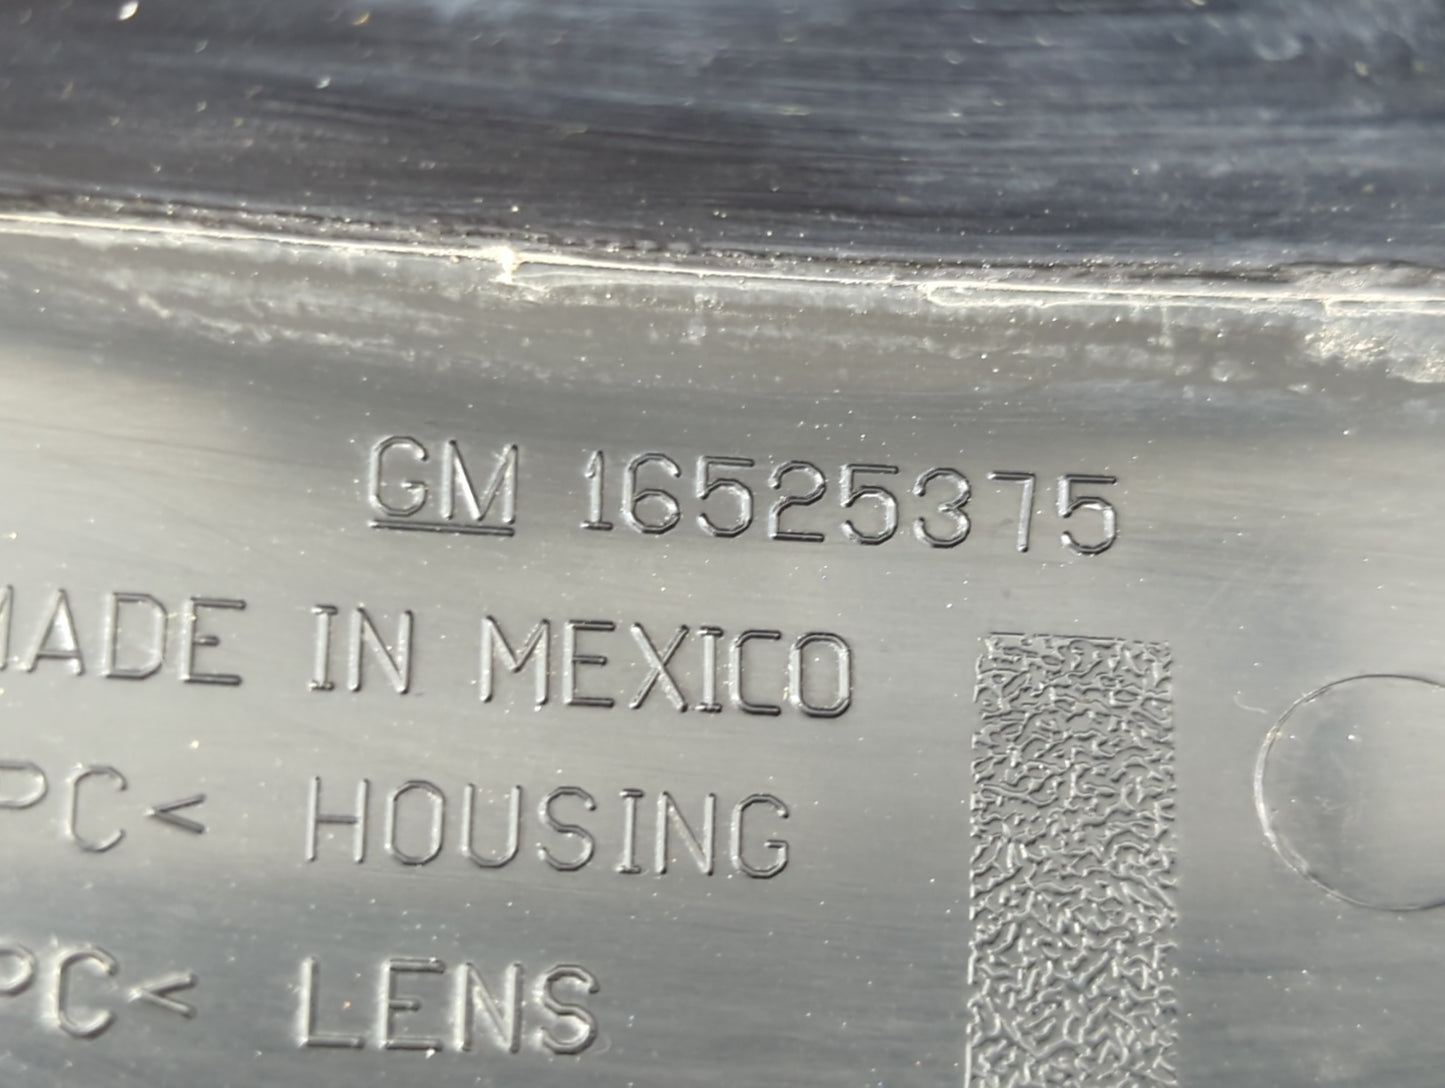 GM 16525375
MADE IN MEXICO
PC< HOUSING
PC< LENS